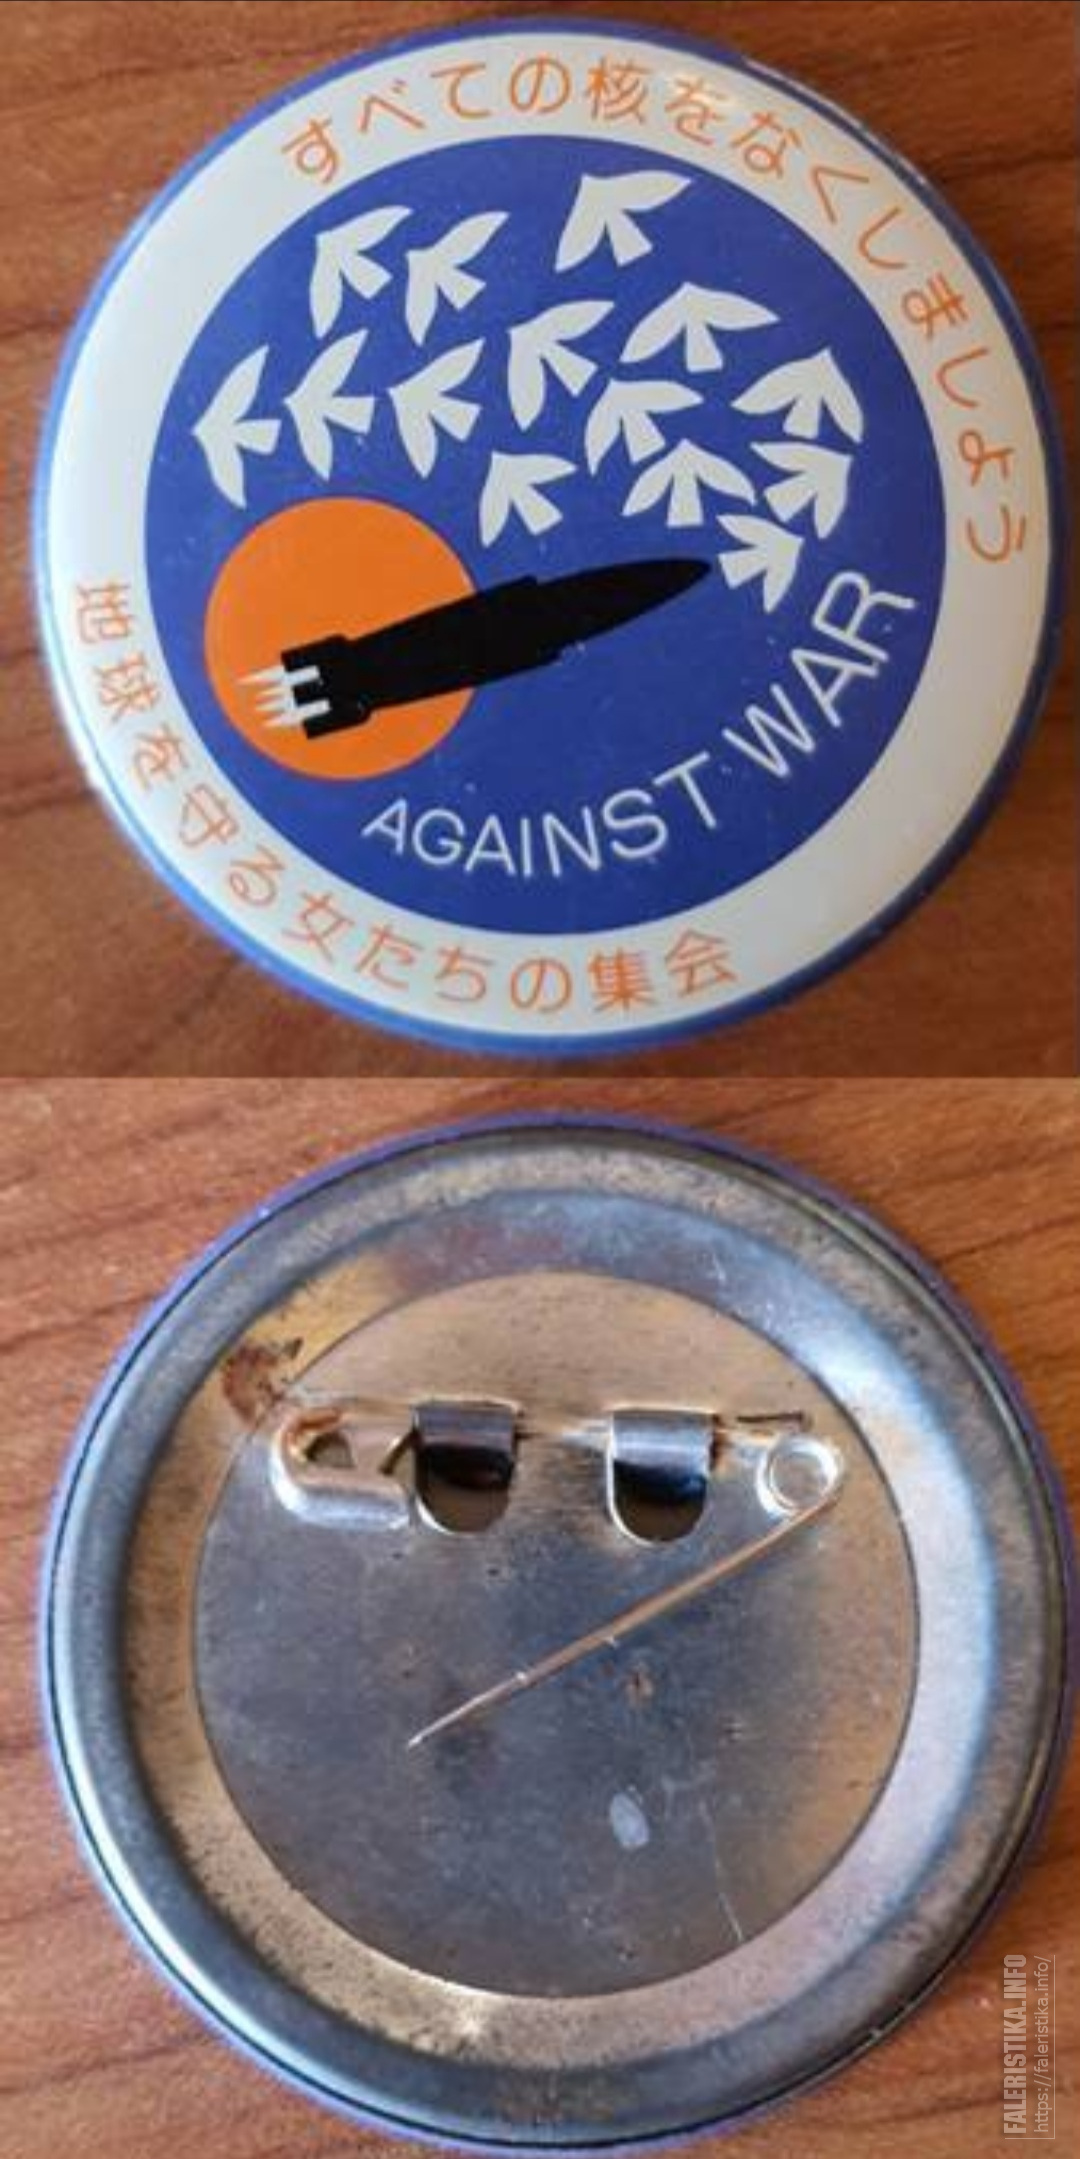 すべての核をなくしましょう
AGAINST WAR
地球を守る女たちの集会
FALERISTIKA.INFO
https://faleristika.info/